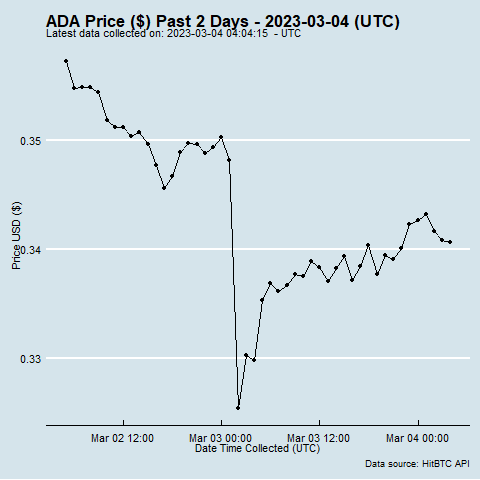 ADA Price ($) Past 2 Days - 2023-03-04 (UTC)
Latest data collected on: 2023-03-04 04:04:15 - UTC
Price USD ($)
0.35
0.34
0.33
Mar 02 12:00 Mar 03 00:00 Mar 03 12:00 Mar 04 00:00
Date Time Collected (UTC)
Data source: HitBTC API